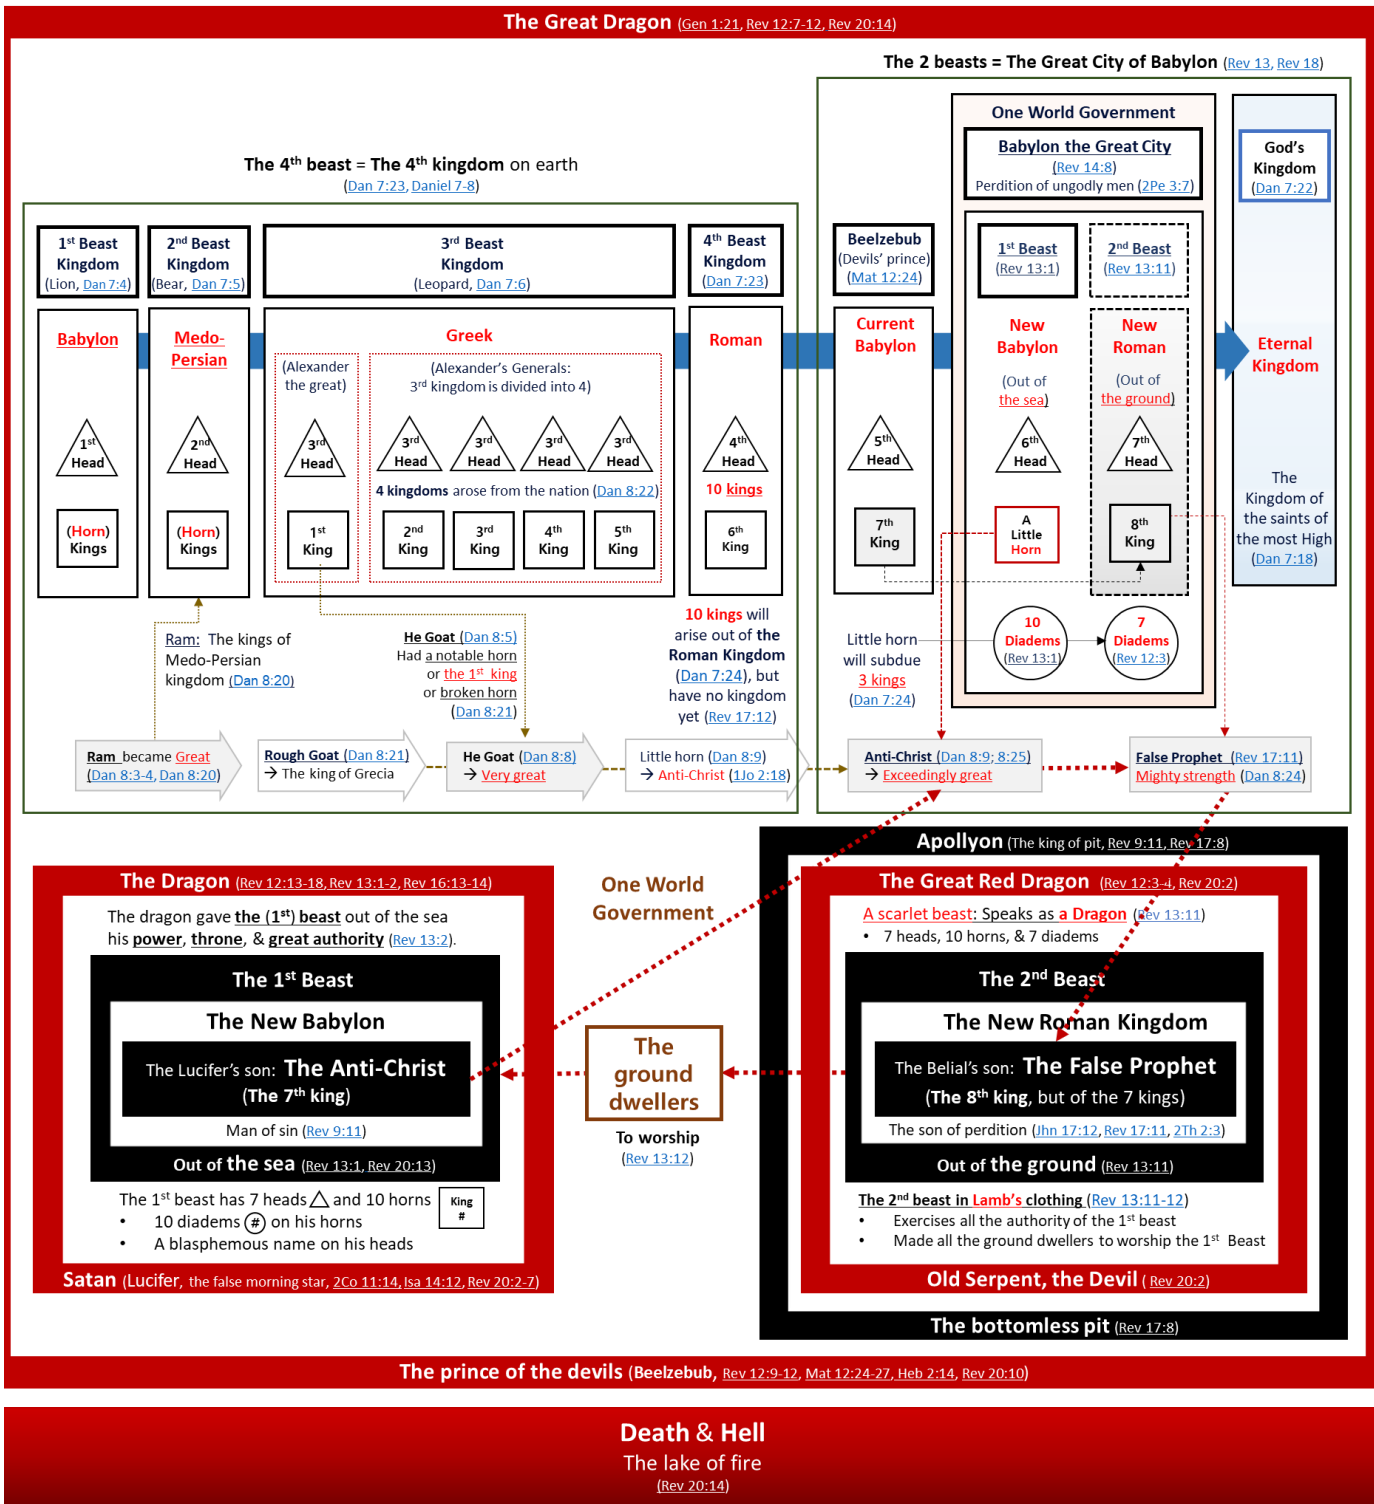 The Great Dragon (Gen 1:21, Rev 12:7-12, Rev 20:14)
The 2 beasts = The Great City of Babylon (Rev 13, Rev 18)
The 4th beast = The 4th kingdom on earth
(Dan 7:23, Daniel 7-8)
One World Government
Babylon the Great City
(Rev 14:8)
Perdition of ungodly men (2Pe 3:7)
God's
Kingdom
(Dan 7:22)
1st Beast
Kingdom
(Lion, Dan 7:4)
2nd Beast
Kingdom
(Bear, Dan 7:5)
3rd Beast
Kingdom
(Leopard, Dan 7:6)
4th Beast
Kingdom
(Dan 7:23)
Beelzebub
(Devils' prince)
(Mat 12:24)
1st Beast
(Rev 13:1)
2nd Beast
(Rev 13:11)
Babylon
1st
Head
(Horn)
Kings
Medo-
Persian
2nd
Head
(Horn)
Kings
Greek
(Alexander
the great)
3rd
Head
1st
King
(Alexander's Generals:
3rd kingdom is divided into 4)
3rd
Head
3rd
Head
3rd
Head
3rd
Head
4 kingdoms arose from the nation (Dan 8:22)
2nd
King
3rd
King
4th
King
5th
King
Roman
4th
Head
10 kings
6th
King
Current
Babylon
5th
Head
7th
King
New
Babylon
(Out of
the sea)
6th
Head
A
Little
Horn
10
Diadems
(Rev 13:1)
New
Roman
(Out of
the ground)
7th
Head
8th
King
7
Diadems
(Rev 12:3)
Eternal
Kingdom
The
Kingdom of
the saints of
the most High
(Dan 7:18)
Ram: The kings of
Medo-Persian
kingdom (Dan 8:20)
He Goat (Dan 8:5)
Had a notable horn
or the 1st king
or broken horn
(Dan 8:21)
10 kings will
arise out of the
Roman Kingdom
(Dan 7:24), but
have no kingdom
yet (Rev 17:12)
Little horn
will subdue
3 kings
(Dan 7:24)
Ram became Great
(Dan 8:3-4, Dan 8:20)
Rough Goat (Dan 8:21)
→ The king of Grecia
He Goat (Dan 8:8)
→ Very great
Little horn (Dan 8:9)
→ Anti-Christ (1Jo 2:18)
Anti-Christ (Dan 8:9; 8:25)
→ Exceedingly great
False Prophet (Rev 17:11)
Mighty strength (Dan 8:24)
The Dragon (Rev 12:13-18, Rev 13:1-2, Rev 16:13-14)
The dragon gave the (1st) beast out of the sea
his power, throne, & great authority (Rev 13:2).
The 1st Beast
The New Babylon
The Lucifer's son: The Anti-Christ
(The 7th king)
Man of sin (Rev 9:11)
Out of the sea (Rev 13:1, Rev 20:13)
The 1st beast has 7 heads and 10 horns
King
#
• 10 diadems # on his horns
• A blasphemous name on his heads
Satan (Lucifer, the false morning star, 2Co 11:14, Isa 14:12, Rev 20:2-7)
One World
Government
The
ground
dwellers
To worship
(Rev 13:12)
Apollyon (The king of pit, Rev 9:11, Rev 17:8)
The Great Red Dragon (Rev 12:3-4, Rev 20:2)
A scarlet beast: Speaks as a Dragon (Rev 13:11)
• 7 heads, 10 horns, & 7 diadems
The 2nd Beast
The New Roman Kingdom
The Belial's son: The False Prophet
(The 8th king, but of the 7 kings)
The son of perdition (Jhn 17:12, Rev 17:11, 2Th 2:3)
Out of the ground (Rev 13:11)
The 2nd beast in Lamb's clothing (Rev 13:11-12)
• Exercises all the authority of the 1st beast
• Made all the ground dwellers to worship the 1st Beast
Old Serpent, the Devil ( Rev 20:2)
The bottomless pit (Rev 17:8)
The prince of the devils (Beelzebub, Rev 12:9-12, Mat 12:24-27, Heb 2:14, Rev 20:10)
Death & Hell
The lake of fire
(Rev 20:14)